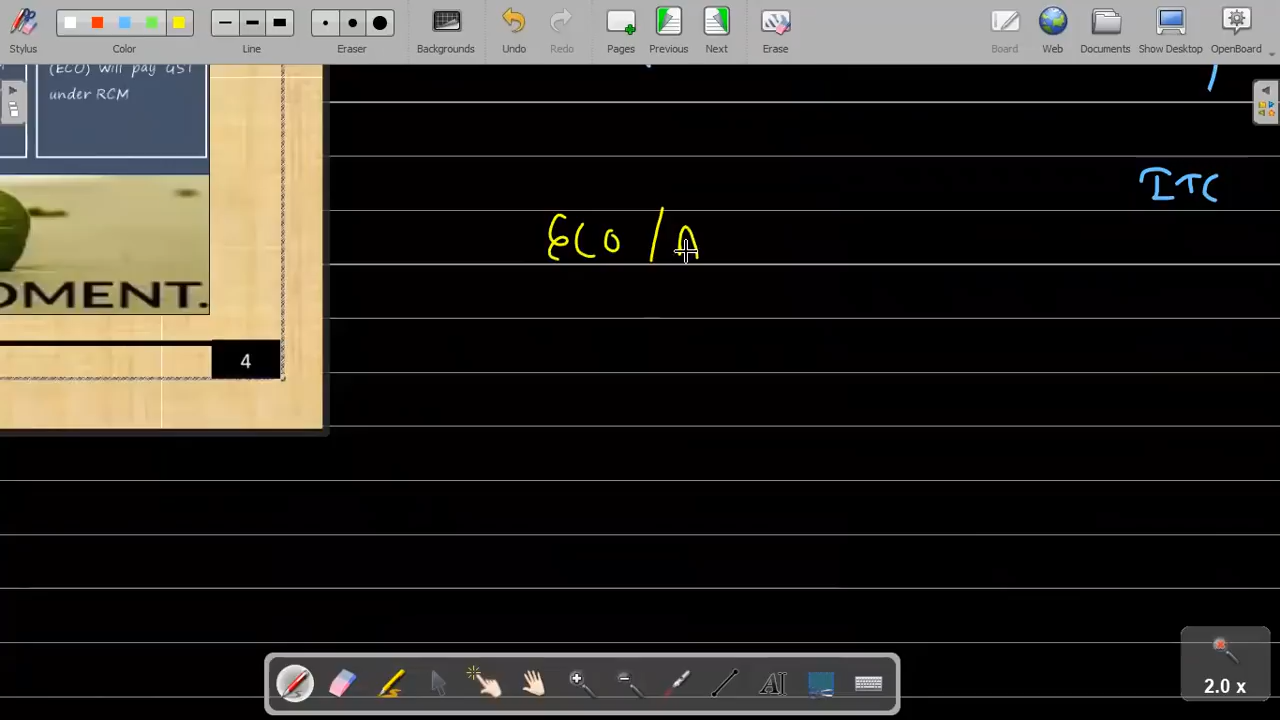 Stylus
Color
Line
Eraser
Backgrounds
Undo
Redo
Pages
Previous
Next
Erase
Board
Web
Documents
Show Desktop
OpenBoard
(ECO) will pay GST
under RCM
ITC
ECO / A
OMENT.
4
AI
2.0 x